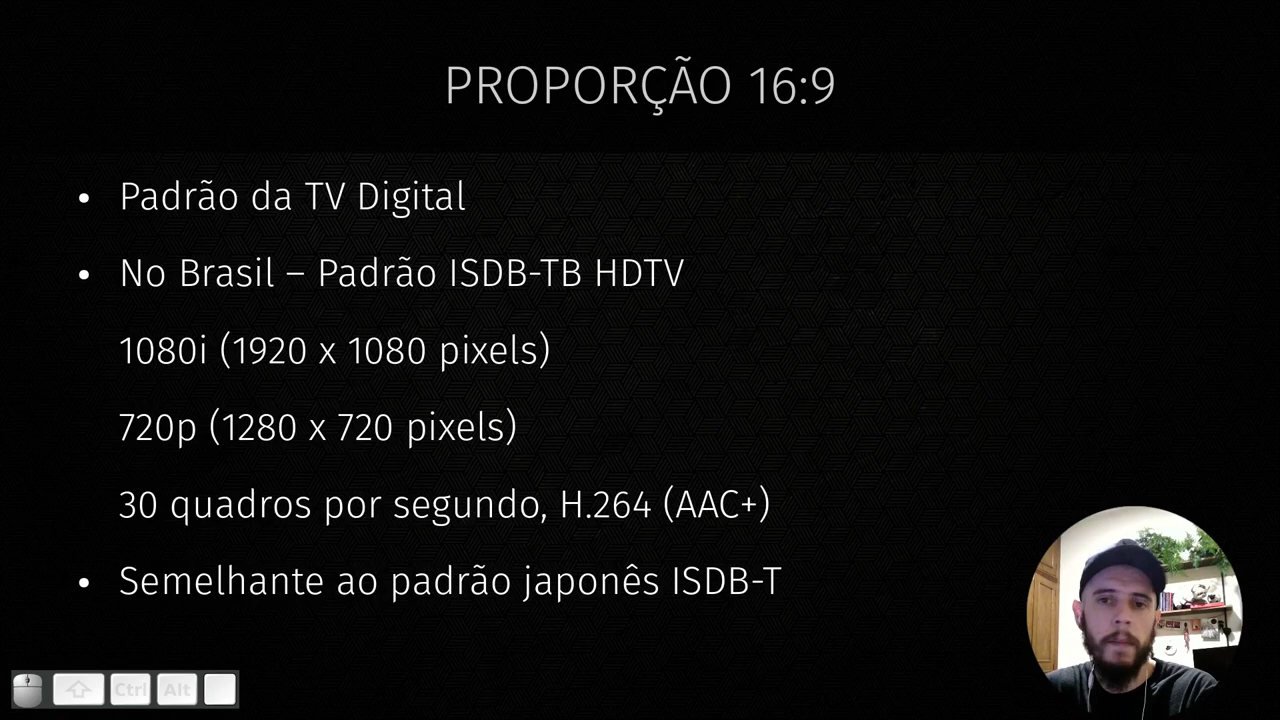 PROPORÇÃO 16:9
• Padrão da TV Digital
• No Brasil – Padrão ISDB-TB HDTV
1080i (1920 x 1080 pixels)
720p (1280 x 720 pixels)
30 quadros por segundo, H.264 (AAC+)
• Semelhante ao padrão japonês ISDB-T
Ctrl Alt